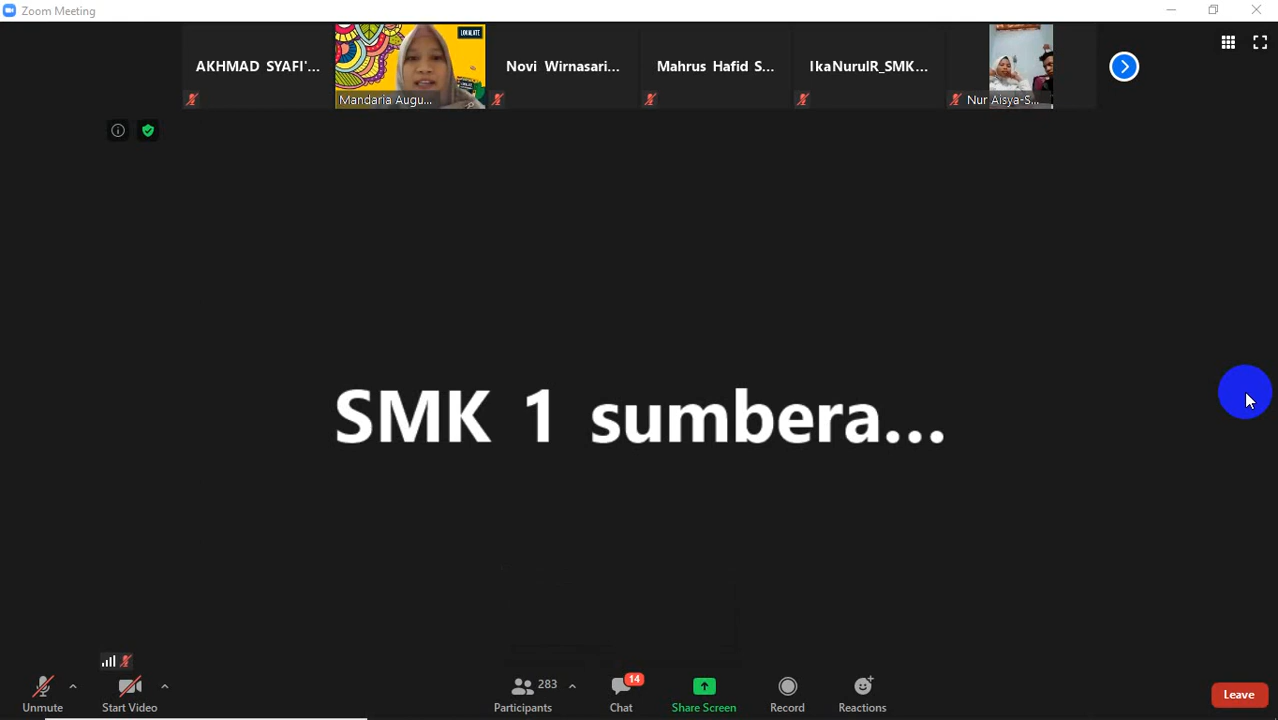 Zoom Meeting
AKHMAD SYAFI'...
LOKALATE
Mandaria Augu...
Novi Wirnasari...
Mahrus Hafid S...
IkaNurulR_SMK...
Nur Aisya-S...
SMK 1 sumbera...
Unmute
Start Video
283
Participants
14
Chat
Share Screen
Record
Reactions
Leave